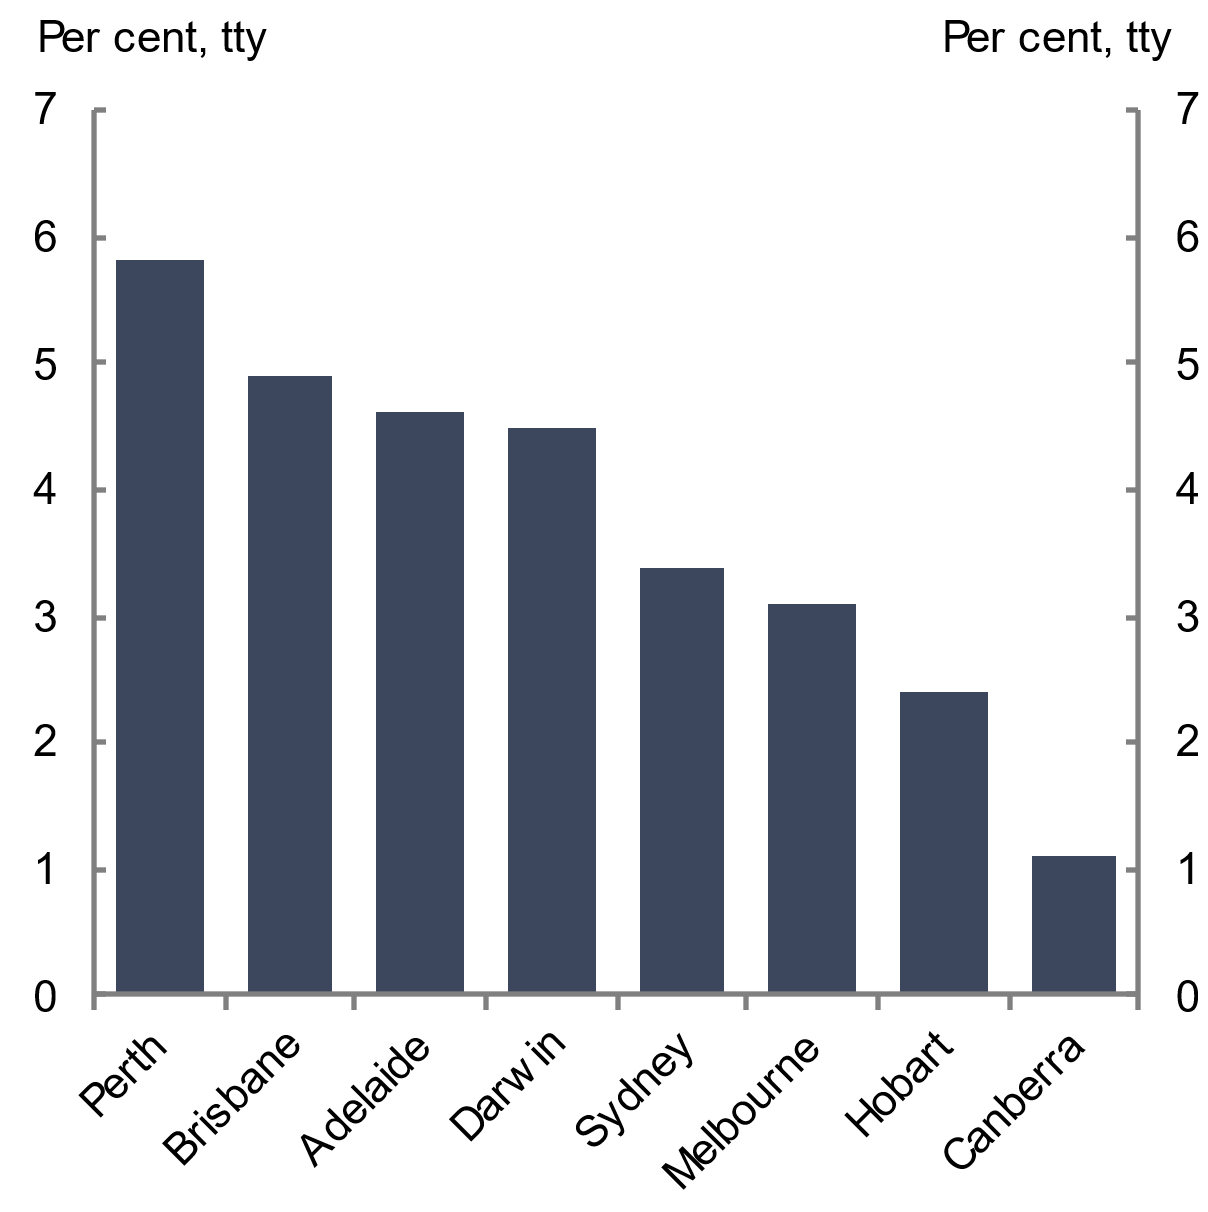 Per cent, tty
Per cent, tty
7
7
6
6
5
5
4
4
3
3
2
2
1
1
0
0
Perth
Brisbane
Adelaide
Darwin
Sydney
Melbourne
Hobart
Canberra